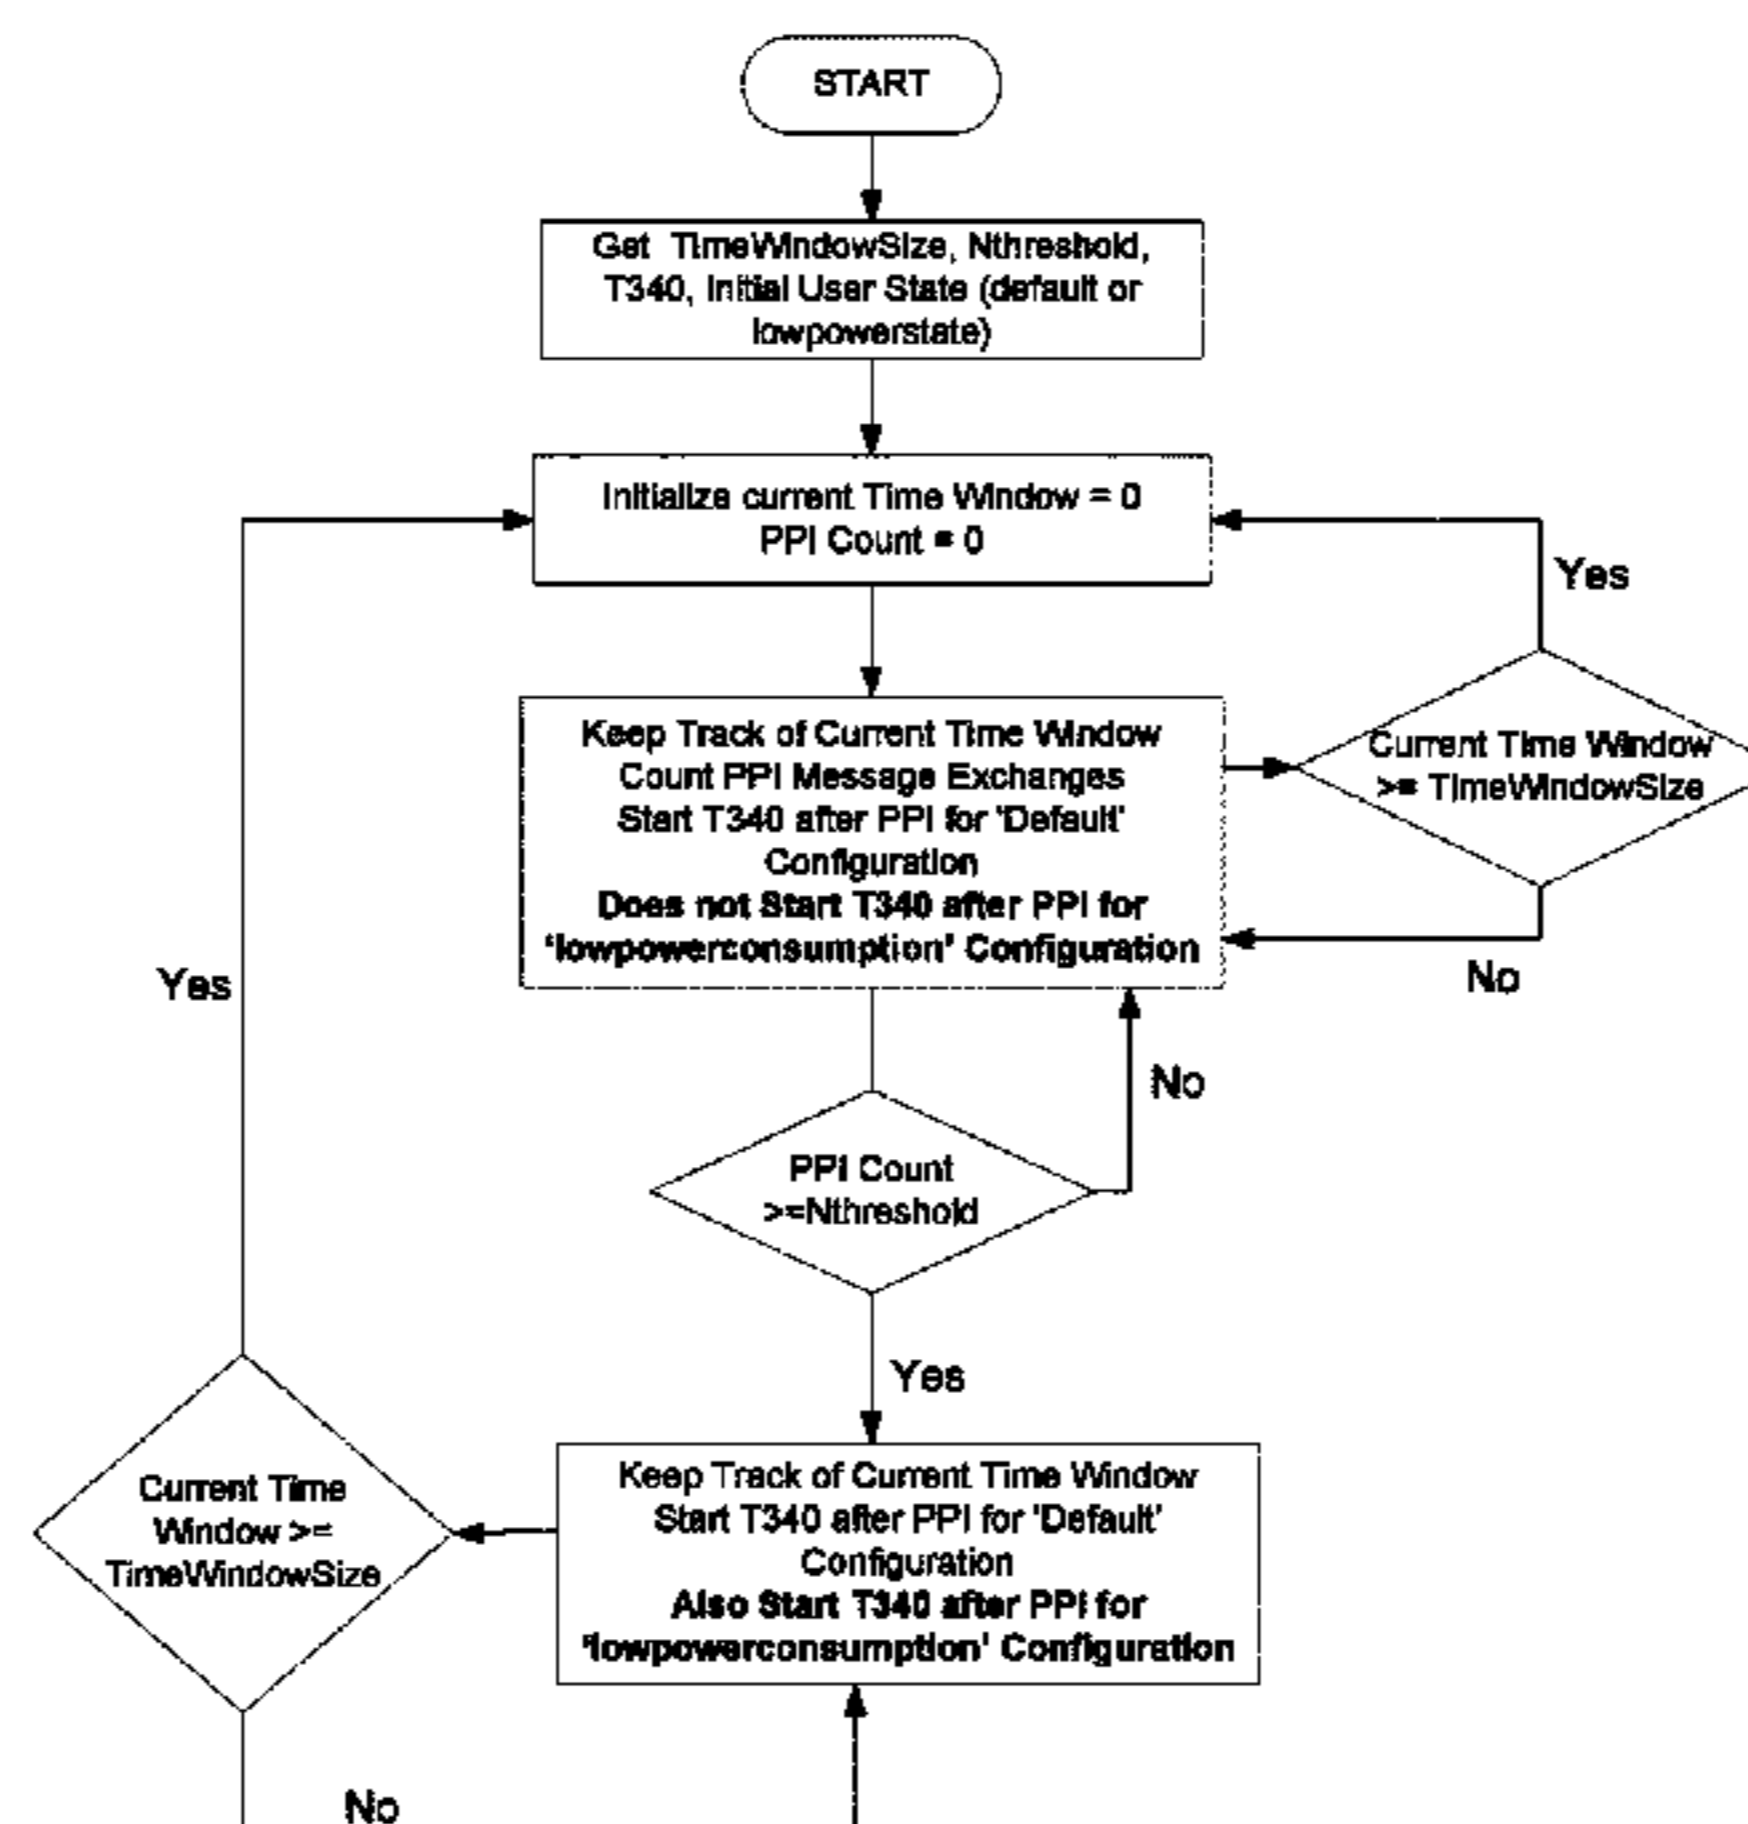 START
Get TimeWindowSize, Nthreshold,
T340, Initial User State (default or
lowpowerstate)
Initialize current Time Window = 0
PPI Count = 0
Yes
Keep Track of Current Time Window
Count PPI Message Exchanges
Start T340 after PPI for 'Default'
Configuration
Does not Start T340 after PPI for
'lowpowerconsumption' Configuration
Current Time Window
>= TimeWindowSize
No
Yes
No
PPI Count
>=Nthreshold
Yes
Current Time
Window >=
TimeWindowSize
Keep Track of Current Time Window
Start T340 after PPI for 'Default'
Configuration
Also Start T340 after PPI for
'lowpowerconsumption' Configuration
No